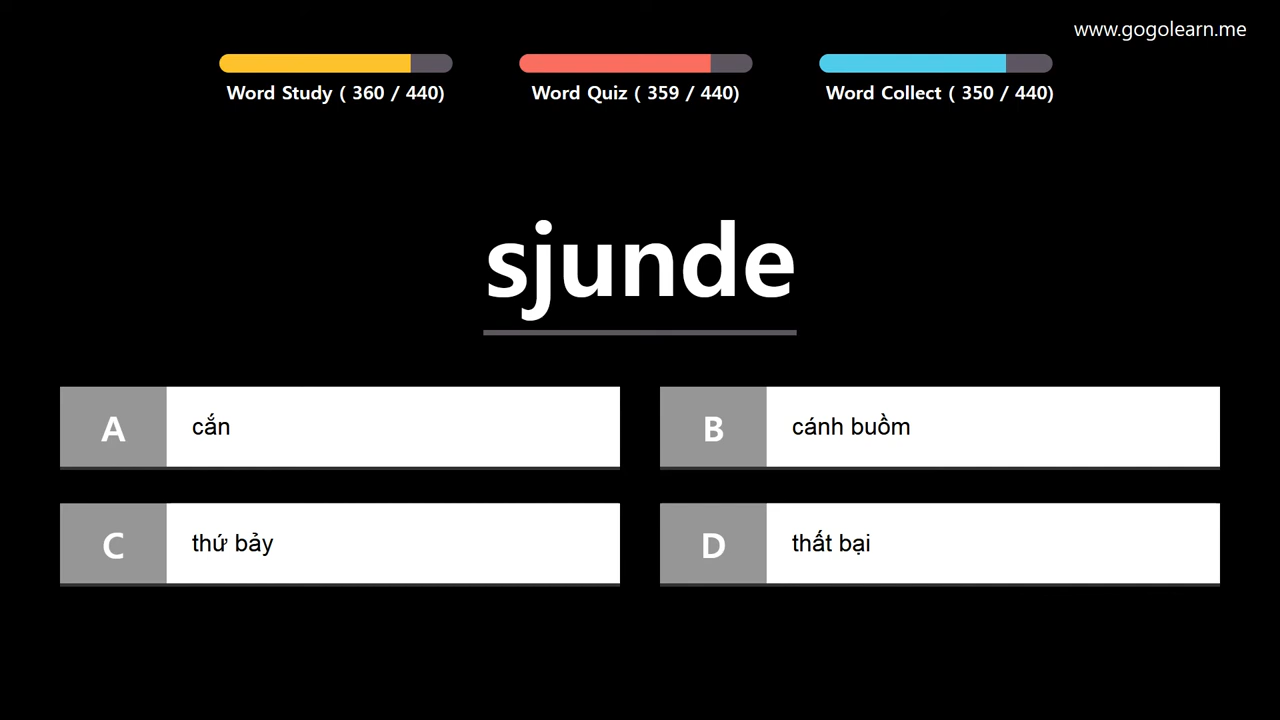 www.gogolearn.me
Word Study ( 360 / 440)
Word Quiz ( 359 / 440)
Word Collect ( 350 / 440)
sjunde
A cắn
B cánh buồm
C thứ bảy
D thất bại